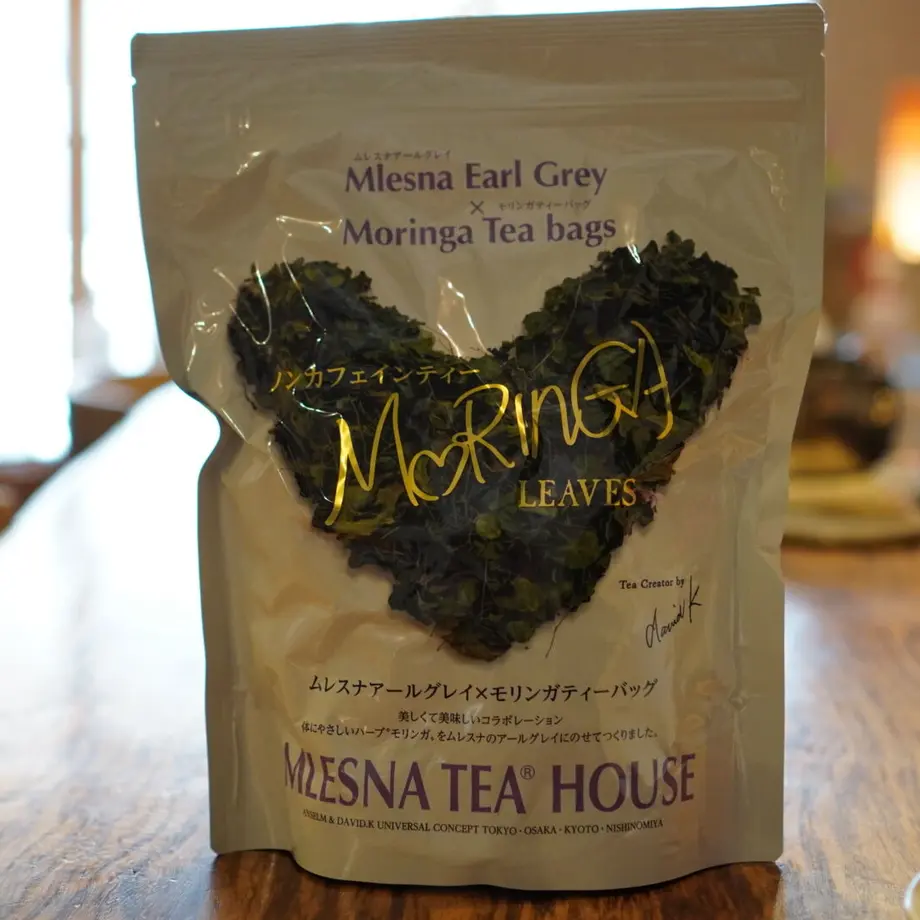 ムレスナアールグレイ
Mlesna Earl Grey
× モリンガティーバッグ
Moringa Tea bags
ノンカフェインティー
MORINGA
LEAVES
Tea Creator by
david K
ムレスナアールグレイ×モリンガティーバッグ
美しくて美味しいコラボレーション
体にやさしいハーブ“モリンガ„をムレスナのアールグレイにのせてつくりました。
MLESNA TEA® HOUSE
ANSELM & DAVID.K UNIVERSAL CONCEPT TOKYO・OSAKA・KYOTO・NISHINOMIYA